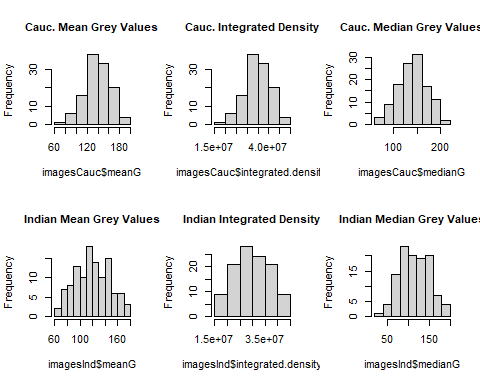 Cauc. Mean Grey Values
Frequency
0 10 30
60 120 180
imagesCauc$meanG
Cauc. Integrated Density
Frequency
0 10 30
1.5e+07 4.0e+07
imagesCauc$integrated.densit
Cauc. Median Grey Values
Frequency
0 10 20 30
100 200
imagesCauc$medianG
Indian Mean Grey Values
Frequency
0 5 10
60 100 160
imagesInd$meanG
Indian Integrated Density
Frequency
0 10 20
1.5e+07 3.5e+07
imagesInd$integrated.density
Indian Median Grey Values
Frequency
0 5 15
50 150
imagesInd$medianG